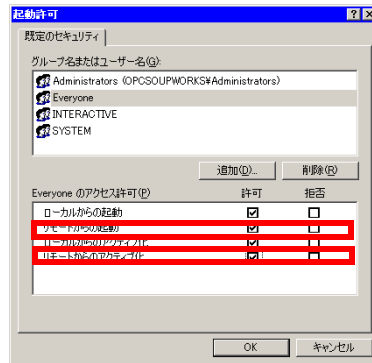 起動許可
既定のセキュリティ
グループ名またはユーザー名(G):
Administrators (OPCSOUPWORKS¥Administrators)
Everyone
INTERACTIVE
SYSTEM
追加(D)...
削除(R)
Everyone のアクセス許可(P)
許可
拒否
ローカルからの起動
リモートからの起動
ローカルからのアクティブ化
リモートからのアクティブ化
OK
キャンセル